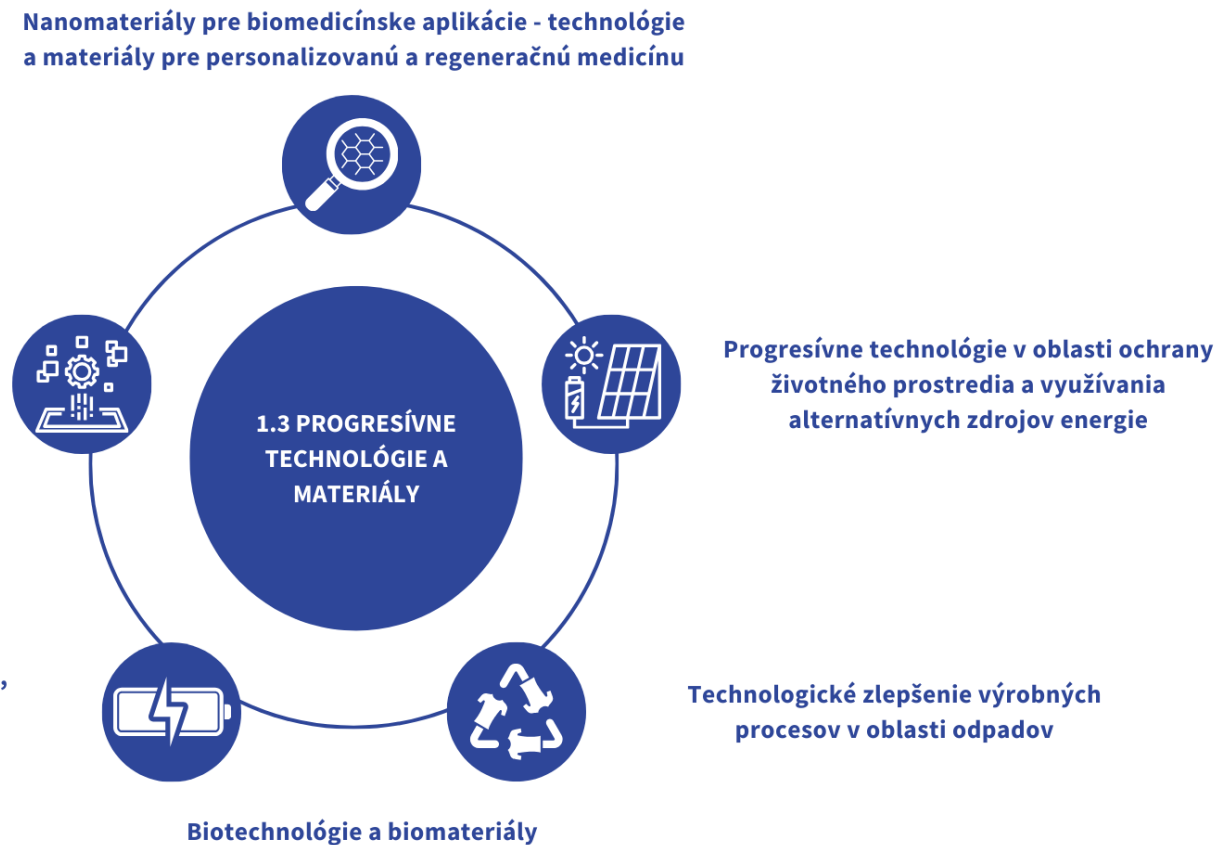 Nanomateriály pre biomedicínske aplikácie - technológie
a materiály pre personalizovanú a regeneračnú medicínu
Progresívne technológie v oblasti ochrany
životného prostredia a využívania
alternatívnych zdrojov energie
1.3 PROGRESÍVNE
TECHNOLÓGIE A
MATERIÁLY
,
Technologické zlepšenie výrobných
procesov v oblasti odpadov
Biotechnológie a biomateriály